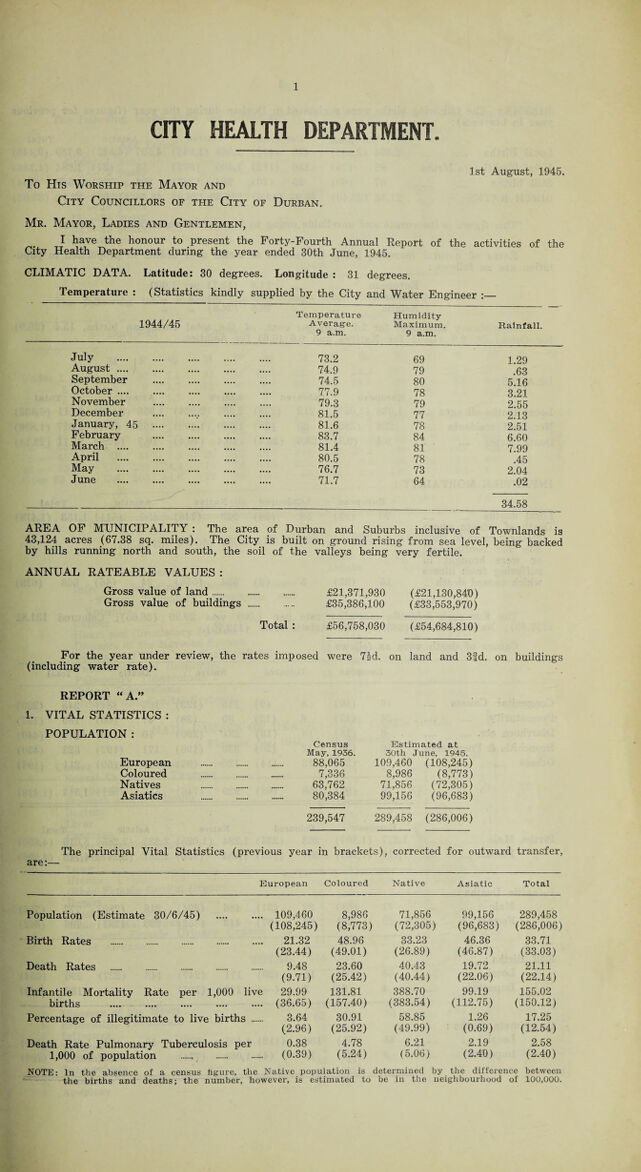 1
CITY HEALTH DEPARTMENT.
1st August, 1945.
To His Worship the Mayor and
City Councillors of the City of Durban.
Mr. Mayor, Ladies and Gentlemen,
I have the honour to present the Forty-Fourth Annual Report of the activities of the
City Health Department during the year ended 30th June, 1945.
CLIMATIC DATA. Latitude: 30 degrees. Longitude : 31 degrees.
Temperature : (Statistics kindly supplied by the City and Water Engineer :—
1944/45 Temperature Average. 9 a.m. Humidity Maximum. 9 a.m. Rainfall.
July .... .... .... .... .... 73.2 69 1.29
August .... .... .... .... .... 74.9 79 .63
September .... .... .... .... 74.5 80 5.16
October .... .... .... .... .... 77.9 78 3.21
November .... .... .... .... 79.3 79 2.55
December .... .... .... .... 81.5 77 2.13
January, 45 .... .... .... .... 81.6 78 2.51
February .... .... .... .... 83.7 84 6.60
March .... .... .... .... .... 81.4 81 7.99
April .... .... .... .... .... 80.5 78 .45
May .... .... .... .... .... 76.7 73 2.04
June .... .... .... .... .... 71.7 64 .02
34.58
AREA OF MUNICIPALITY : The area of Durban and Suburbs inclusive of Townlands is
43,124 acres (67.38 sq. miles). The City is built on ground rising from sea level, being backed
by hills running north and south, the soil of the valleys being very fertile.
ANNUAL RATEABLE VALUES :
Gross value of land ..... ..... ..... £21,371,930 (£21,130,840)
Gross value of buildings ..... ..... £35,386,100 (£33,553,970)
Total : £56,758,030 (£54,684,810)
For the year under review, the rates imposed were on land and on buildings
(including water rate).
REPORT “ A.”
1. VITAL STATISTICS :
POPULATION :
Census Estimated at
May, 1936. 30th June, 1945.
European ..... ..... ..... 88,065 109,460 (108,245)
Coloured ..... ..... ..... 7,336 8,986 (8,773)
Natives ..... ..... ..... 63,762 71,856 (72,305)
Asiatics ..... ..... ..... 80,384 99,156 (96,683)
239,547 289,458 (286,006)
The principal Vital Statistics (previous year in brackets), corrected for outward transfer,
are:—
European Coloured Native Asiatic Total
Population (Estimate 30/6/45) .... .... 109,460 8,986 71,856 99,156 289,458
(108,245) (8,773) (72,305) (96,683) (286,006)
Birth Rates ..... ..... ..... ..... .... 21.32 48.96 33.23 46.36 33.71
(23.44) (49.01) (26.89) (46.87) (33.03)
Death Rates ..... ..... ..... ..... ..... 9.48 23.60 40.43 19.72 21.11
(9.71) (25.42) (40.44) (22.06) (22.14)
Infantile Mortality Rate per 1,000 live 29.99 131.81 388.70 99.19 155.02
births .... .... .... .... .... (36.65) (157.40) (383.54) (112.75) (150.12)
Percentage of illegitimate to live births ..... 3.64 30.91 58.85 1.26 17.25
(2.96) (25.92) (49.99) (0.69) (12.54)
Death Rate Pulmonary Tuberculosis per 0.38 4.78 6.21 2.19 2.58
1,000 of population ..... ..... ..... (0.39) (5.24) (5.06) (2.40) (2.40)
NOTE: In the absence of a census figure, the Native population is determined by the difference between
the births and deaths; the number, however, is estimated to be in the neighbourhood of 100,000.